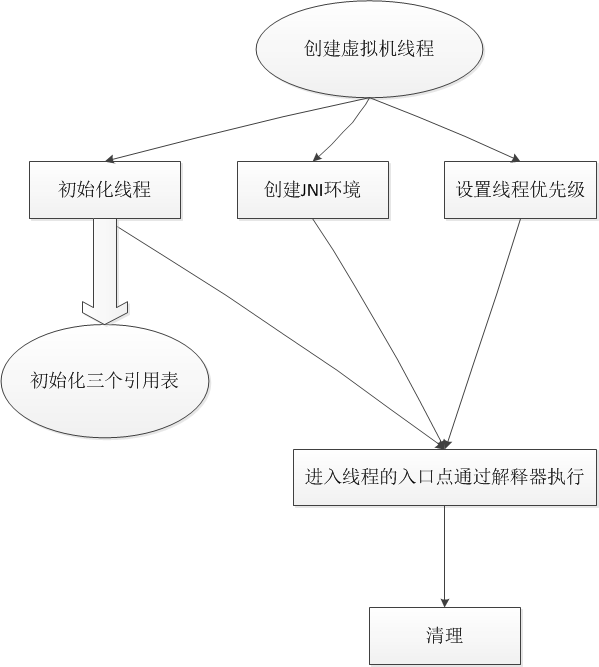 创建虚拟机线程
初始化线程
创建JNI环境
设置线程优先级
初始化三个引用表
进入线程的入口点通过解释器执行
清理